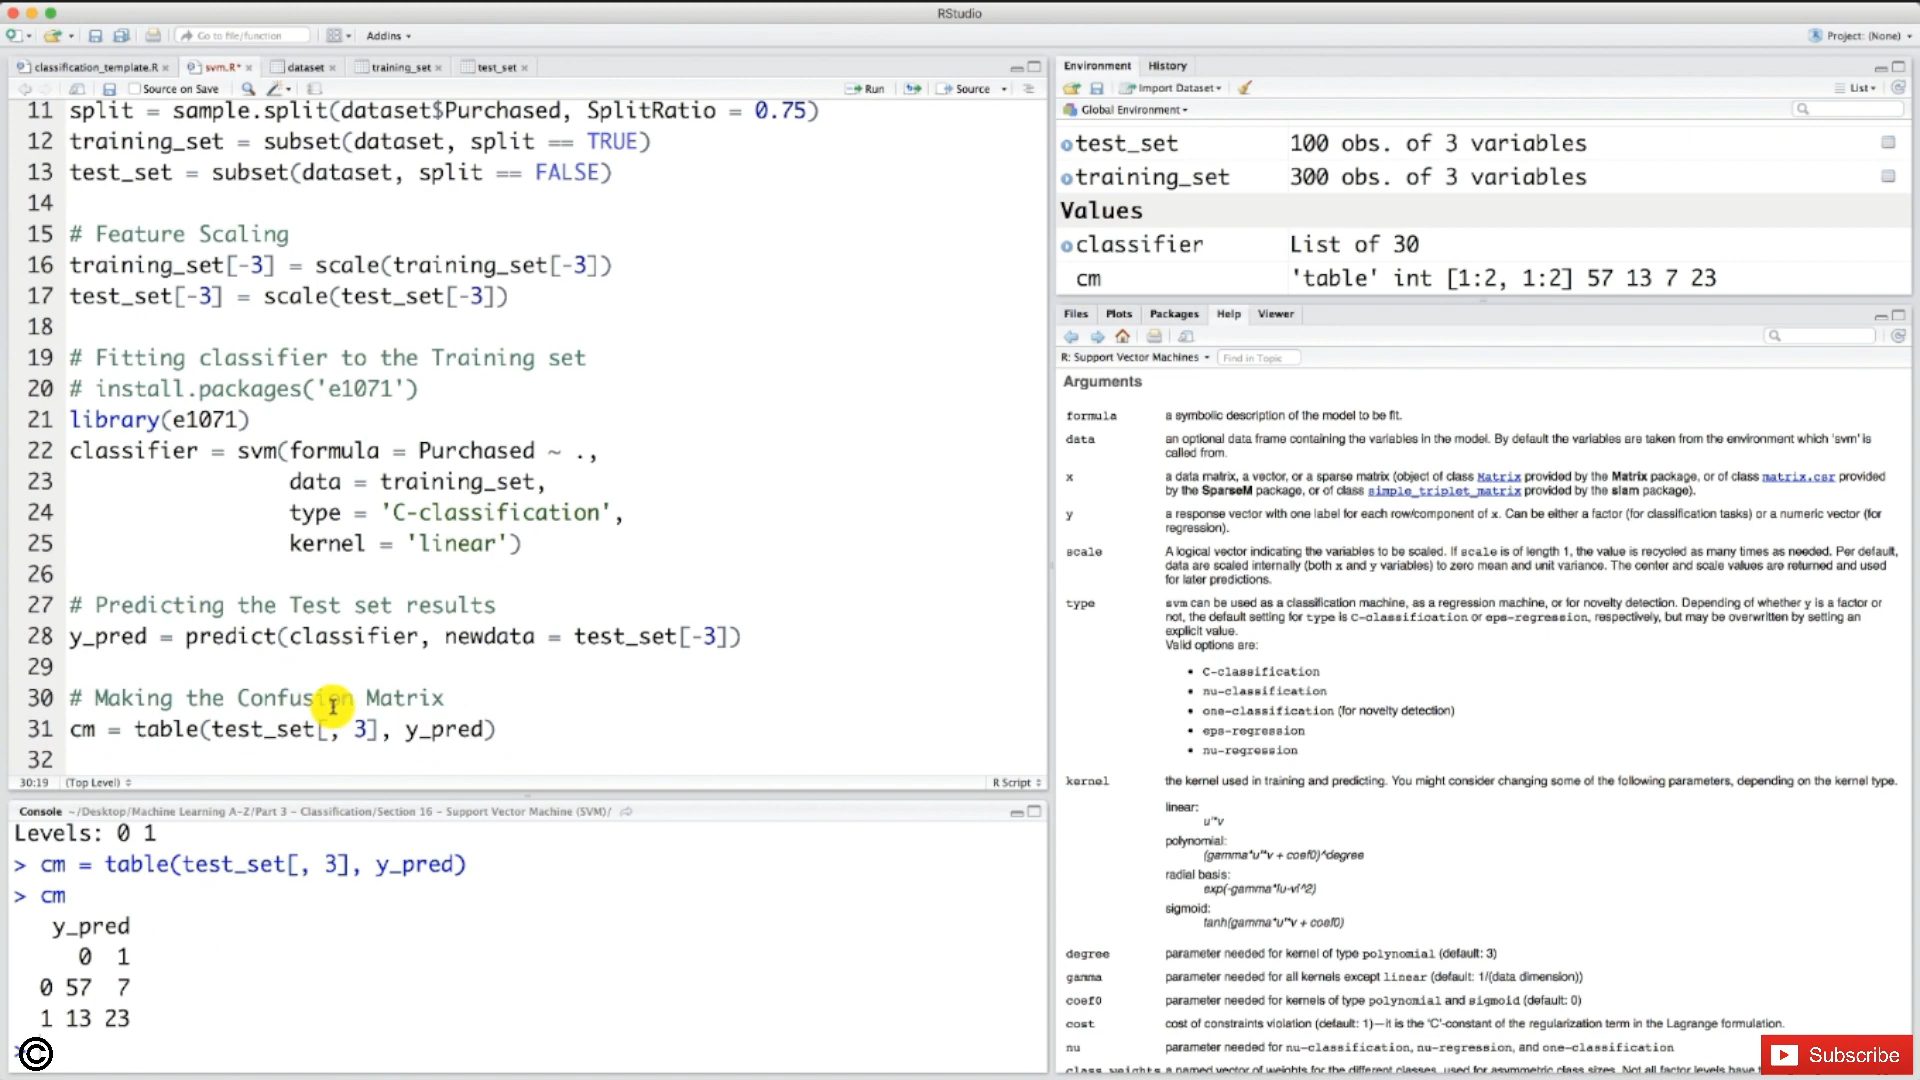 RStudio
Go to file/function
Addins
Project: (None)
classification_template.R
svm.R*
dataset
training_set
test_set
Source on Save
Run
Source
11 split = sample.split(dataset$Purchased, SplitRatio = 0.75)
12 training_set = subset(dataset, split == TRUE)
13 test_set = subset(dataset, split == FALSE)
14
15 # Feature Scaling
16 training_set[-3] = scale(training_set[-3])
17 test_set[-3] = scale(test_set[-3])
18
19 # Fitting classifier to the Training set
20 # install.packages('e1071')
21 library(e1071)
22 classifier = svm(formula = Purchased ~ .,
23 data = training_set,
24 type = 'C-classification',
25 kernel = 'linear')
26
27 # Predicting the Test set results
28 y_pred = predict(classifier, newdata = test_set[-3])
29
30 # Making the Confusion Matrix
31 cm = table(test_set[, 3], y_pred)
32
30:19 (Top Level) R Script
Console ~/Desktop/Machine Learning A-Z/Part 3 - Classification/Section 16 - Support Vector Machine (SVM)/
Levels: 0 1
> cm = table(test_set[, 3], y_pred)
> cm
y_pred
0 1
0 57 7
1 13 23
>
©
Environment History
Import Dataset
List
Global Environment
test_set 100 obs. of 3 variables
training_set 300 obs. of 3 variables
Values
classifier List of 30
cm 'table' int [1:2, 1:2] 57 13 7 23
Files Plots Packages Help Viewer
R: Support Vector Machines Find in Topic
Arguments
formula a symbolic description of the model to be fit.
data an optional data frame containing the variables in the model. By default the variables are taken from the environment which 'svm' is
called from.
x a data matrix, a vector, or a sparse matrix (object of class Matrix provided by the Matrix package, or of class matrix.csr provided
by the SparseM package, or of class simple_triplet_matrix provided by the slam package).
y a response vector with one label for each row/component of x. Can be either a factor (for classification tasks) or a numeric vector (for
regression).
scale A logical vector indicating the variables to be scaled. If scale is of length 1, the value is recycled as many times as needed. Per default,
data are scaled internally (both x and y variables) to zero mean and unit variance. The center and scale values are returned and used
for later predictions.
type svm can be used as a classification machine, as a regression machine, or for novelty detection. Depending of whether y is a factor or
not, the default setting for type is C-classification or eps-regression, respectively, but may be overwritten by setting an
explicit value.
Valid options are:
• C-classification
• nu-classification
• one-classification (for novelty detection)
• eps-regression
• nu-regression
kernel the kernel used in training and predicting. You might consider changing some of the following parameters, depending on the kernel type.
linear:
u'*v
polynomial:
(gamma*u'*v + coef0)^degree
radial basis:
exp(-gamma*|u-v|^2)
sigmoid:
tanh(gamma*u'*v + coef0)
degree parameter needed for kernel of type polynomial (default: 3)
gamma parameter needed for all kernels except linear (default: 1/(data dimension))
coef0 parameter needed for kernels of type polynomial and sigmoid (default: 0)
cost cost of constraints violation (default: 1)—it is the 'C'-constant of the regularization term in the Lagrange formulation.
nu parameter needed for nu-classification, nu-regression, and one-classification
class.weights a named vector of weights for the different classes, used for asymmetric class sizes. Not all factor levels have
Subscribe